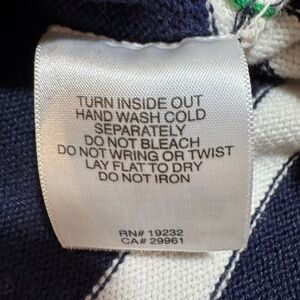 TURN INSIDE OUT
HAND WASH COLD
SEPARATELY
DO NOT BLEACH
DO NOT WRING OR TWIST
LAY FLAT TO DRY
DO NOT IRON
RN# 19232
CA# 29961